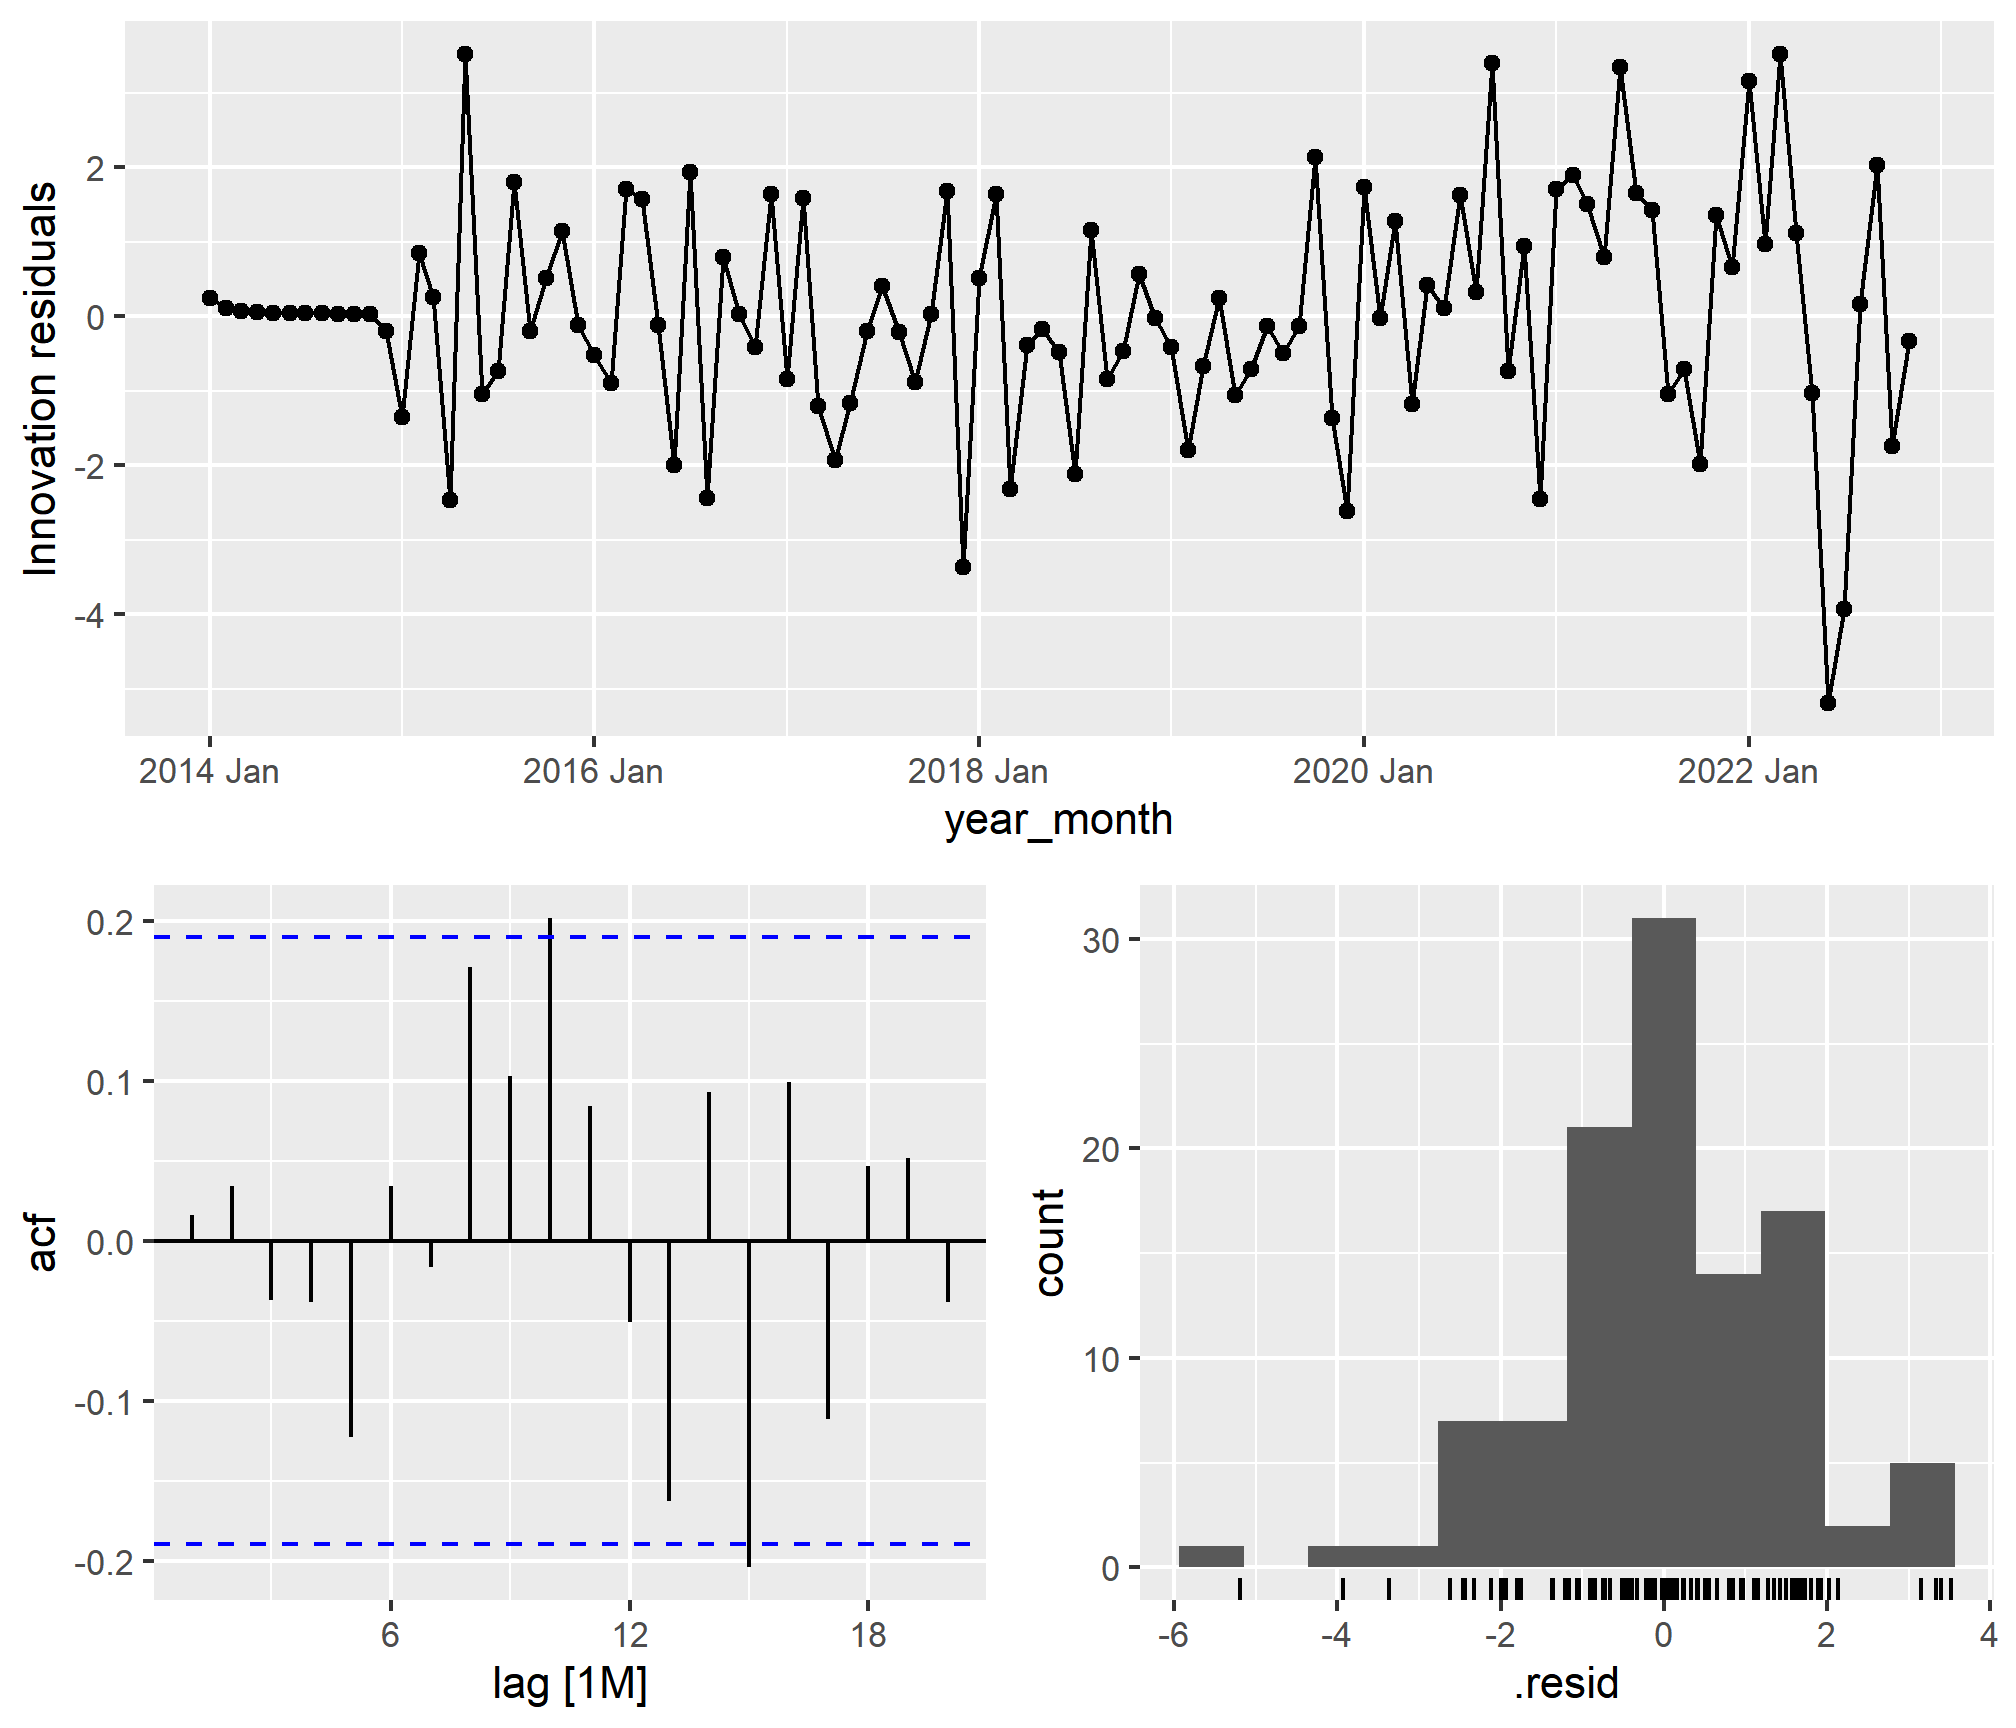 Innovation residuals
2
0
-2
-4
2014 Jan 2016 Jan 2018 Jan 2020 Jan 2022 Jan
year_month
acf
0.2
0.1
0.0
-0.1
-0.2
6 12 18
lag [1M]
count
30
20
10
0
-6 -4 -2 0 2 4
.resid